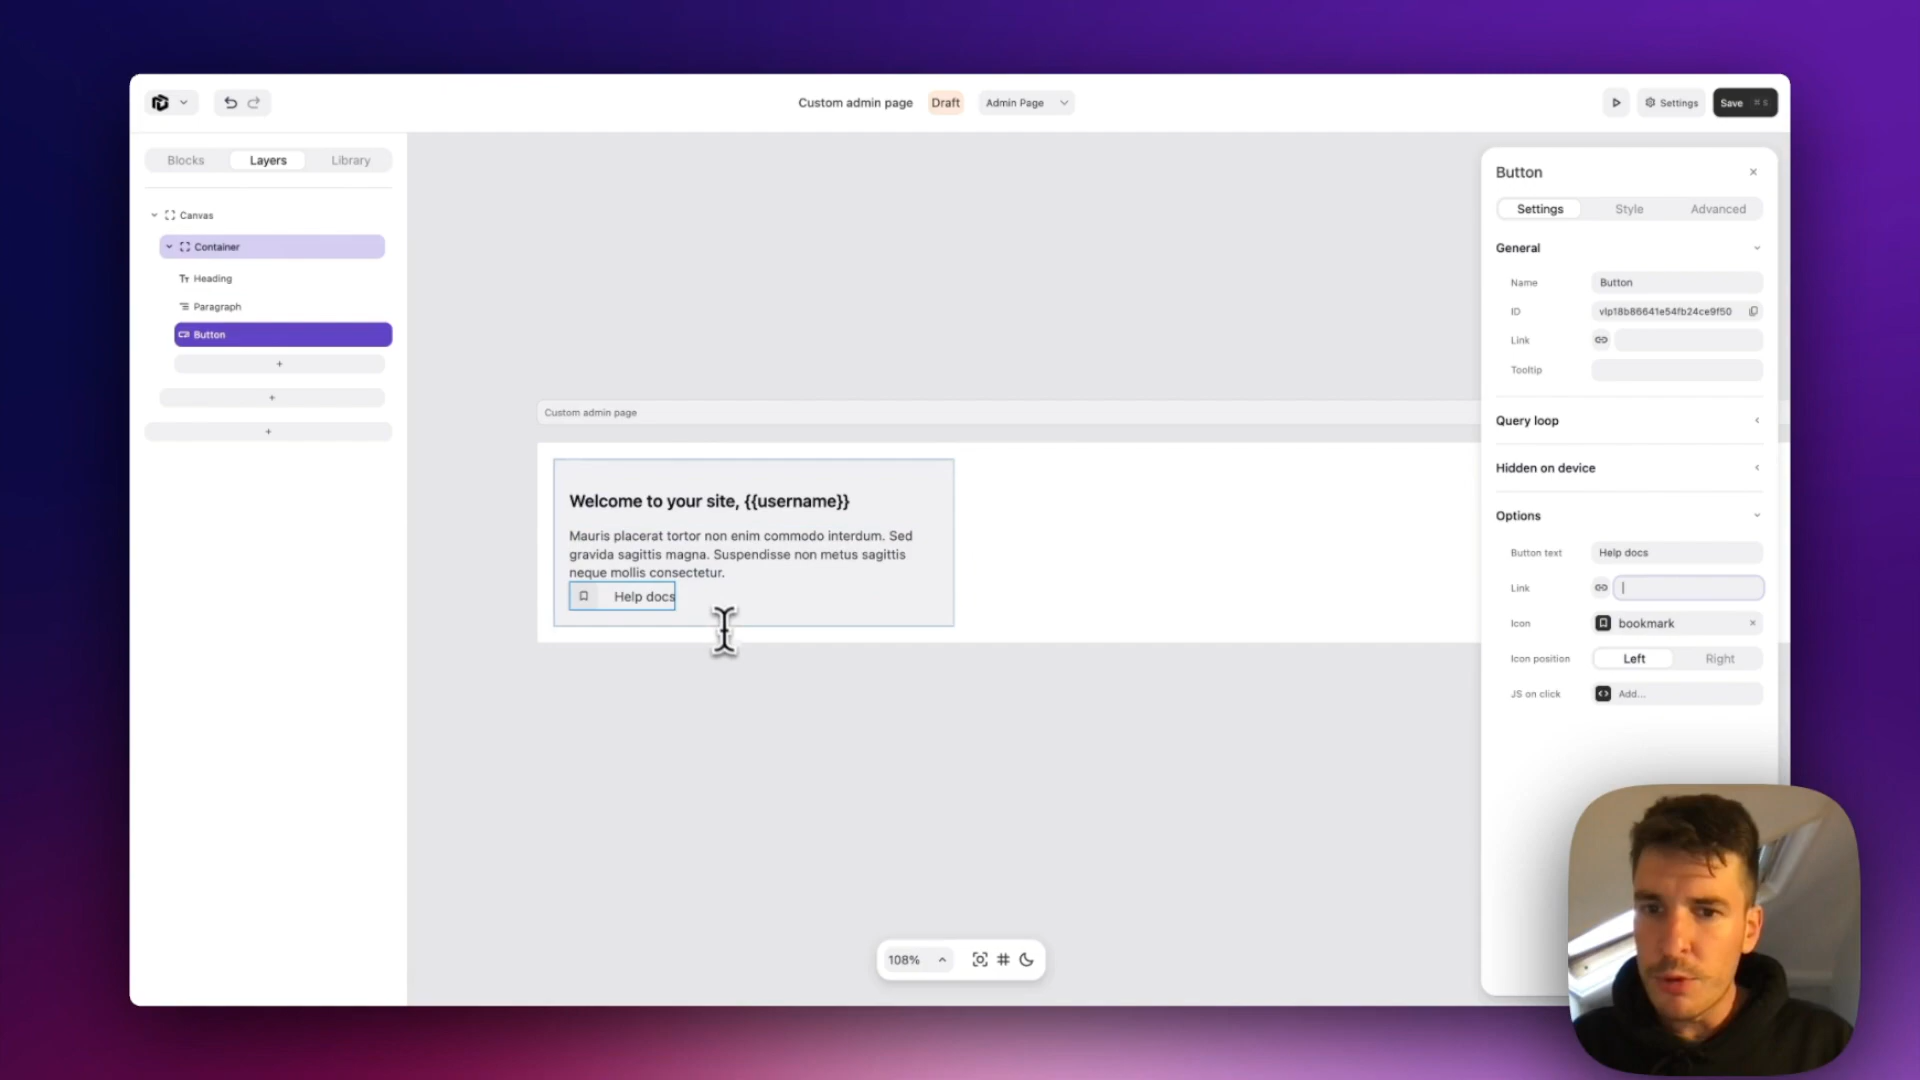 Custom admin page Draft Admin Page
Settings Save ⌘ S
Blocks Layers Library
Canvas
Container
Heading
Paragraph
Button
+
+
+
Custom admin page
Welcome to your site, {{username}}
Mauris placerat tortor non enim commodo interdum. Sed
gravida sagittis magna. Suspendisse non metus sagittis
neque mollis consectetur.
Help docs
108%
Button
Settings Style Advanced
General
Name Button
ID vlp18b86641e54fb24ce9f50
Link
Tooltip
Query loop
Hidden on device
Options
Button text Help docs
Link
Icon bookmark
Icon position Left Right
JS on click Add...